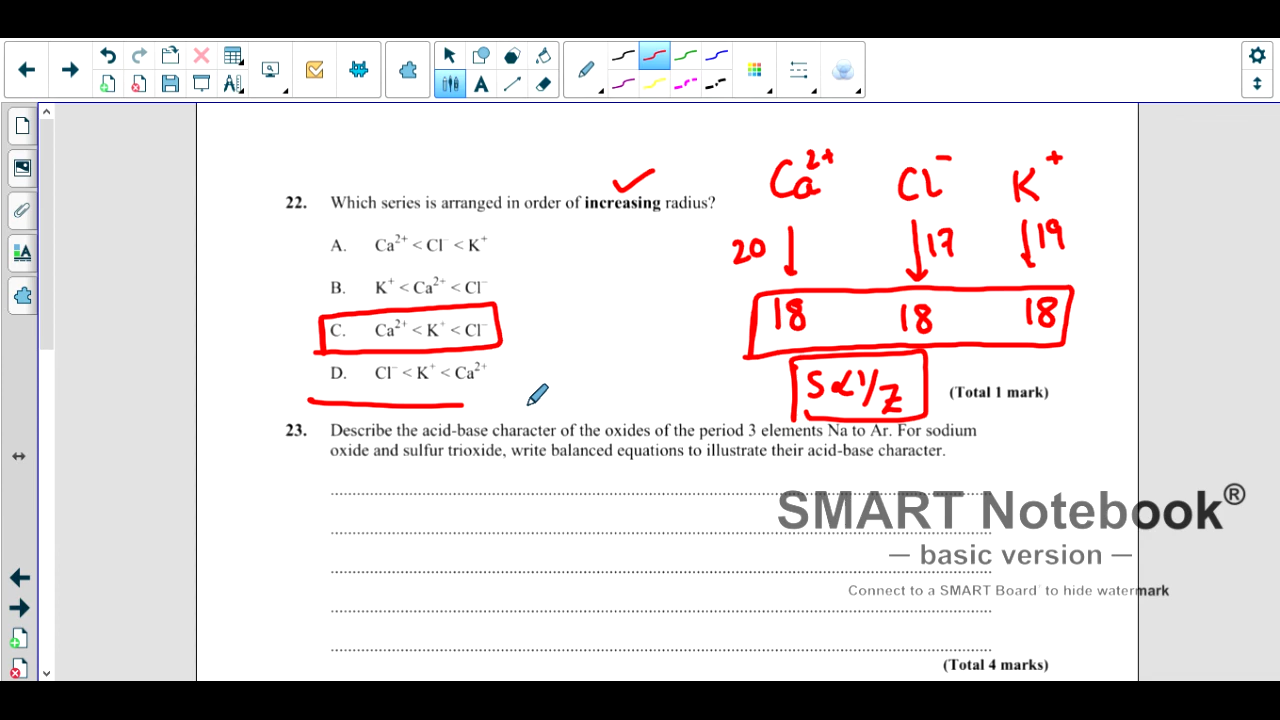 Ca²⁺ Cl⁻ K⁺
22. Which series is arranged in order of increasing radius?
20 17 19
A. Ca²⁺ < Cl⁻ < K⁺
B. K⁺ < Ca²⁺ < Cl⁻
18 18 18
C. Ca²⁺ < K⁺ < Cl⁻
D. Cl⁻ < K⁺ < Ca²⁺
S ∝ 1/Z
(Total 1 mark)
23. Describe the acid-base character of the oxides of the period 3 elements Na to Ar. For sodium
oxide and sulfur trioxide, write balanced equations to illustrate their acid-base character.
SMART Notebook®
— basic version —
Connect to a SMART Board' to hide watermark
(Total 4 marks)